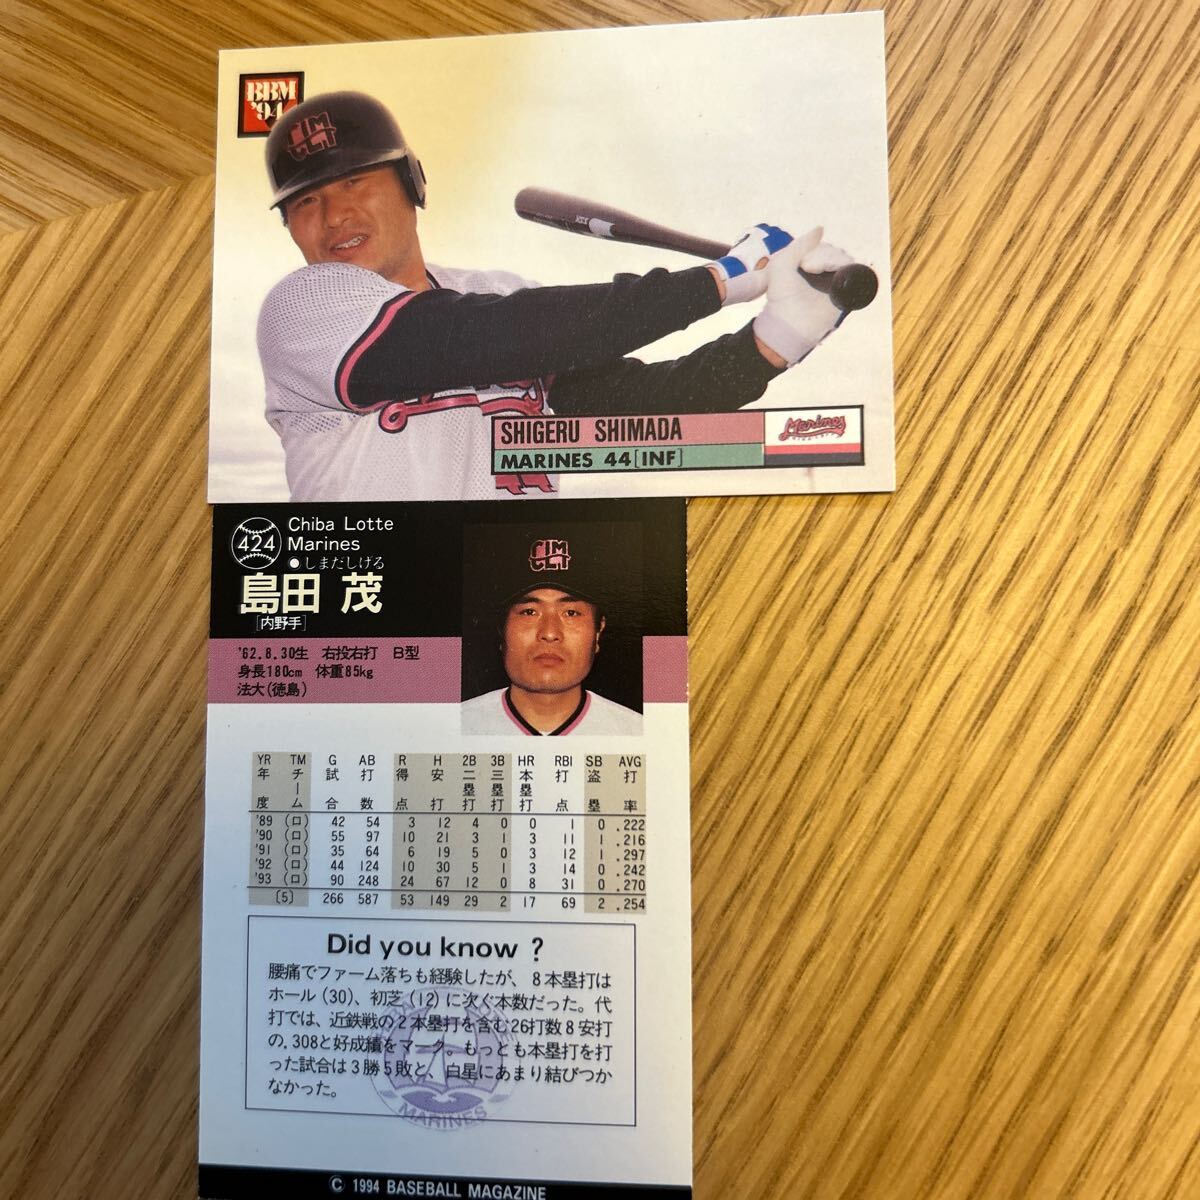 BBM
'94
SHIGERU SHIMADA
MARINES 44[INF]
Marines
424
Chiba Lotte
Marines
●しまだしげる
島田 茂
[内野手]
'62.8.30生 右投右打 B型
身長180cm 体重85kg
法大(徳島)
YR TM G AB R H 2B 3B HR RBI SB AVG
年度 チーム 試合 打数 得点 安打 二塁打 三塁打 本塁打 打点 盗塁 打率
'89 (ロ) 42 54 3 12 4 0 0 1 0 .222
'90 (ロ) 55 97 10 21 3 1 3 11 1 .216
'91 (ロ) 35 64 6 19 5 0 3 12 1 .297
'92 (ロ) 44 124 10 30 5 1 3 14 0 .242
'93 (ロ) 90 248 24 67 12 0 8 31 0 .270
〔5〕 266 587 53 149 29 2 17 69 2 .254
Did you know ?
腰痛でファーム落ちも経験したが、8本塁打は
ホール(30)、初芝(12)に次ぐ本数だった。代
打では、近鉄戦の2本塁打を含む26打数8安打
の.308と好成績をマーク。もっとも本塁打を打
った試合は3勝5敗と、白星にあまり結びつか
なかった。
MARINES
© 1994 BASEBALL MAGAZINE